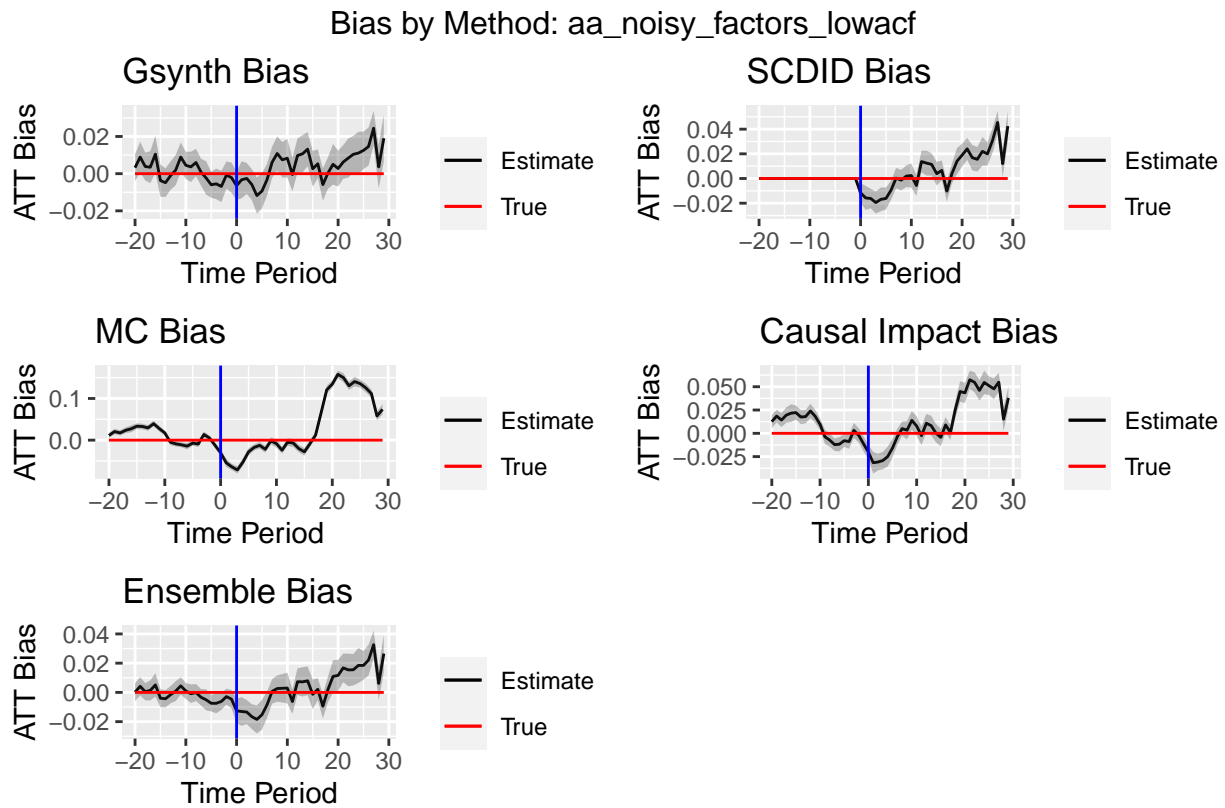 Bias by Method: aa_noisy_factors_lowacf
Gsynth Bias
ATT Bias
0.02
0.00
−0.02
−20 −10 0 10 20 30
Time Period
Estimate
True
SCDID Bias
ATT Bias
0.04
0.02
0.00
−0.02
−20 −10 0 10 20 30
Time Period
Estimate
True
MC Bias
ATT Bias
0.1
0.0
−20 −10 0 10 20 30
Time Period
Estimate
True
Causal Impact Bias
ATT Bias
0.050
0.025
0.000
−0.025
−20 −10 0 10 20 30
Time Period
Estimate
True
Ensemble Bias
ATT Bias
0.04
0.02
0.00
−0.02
−20 −10 0 10 20 30
Time Period
Estimate
True